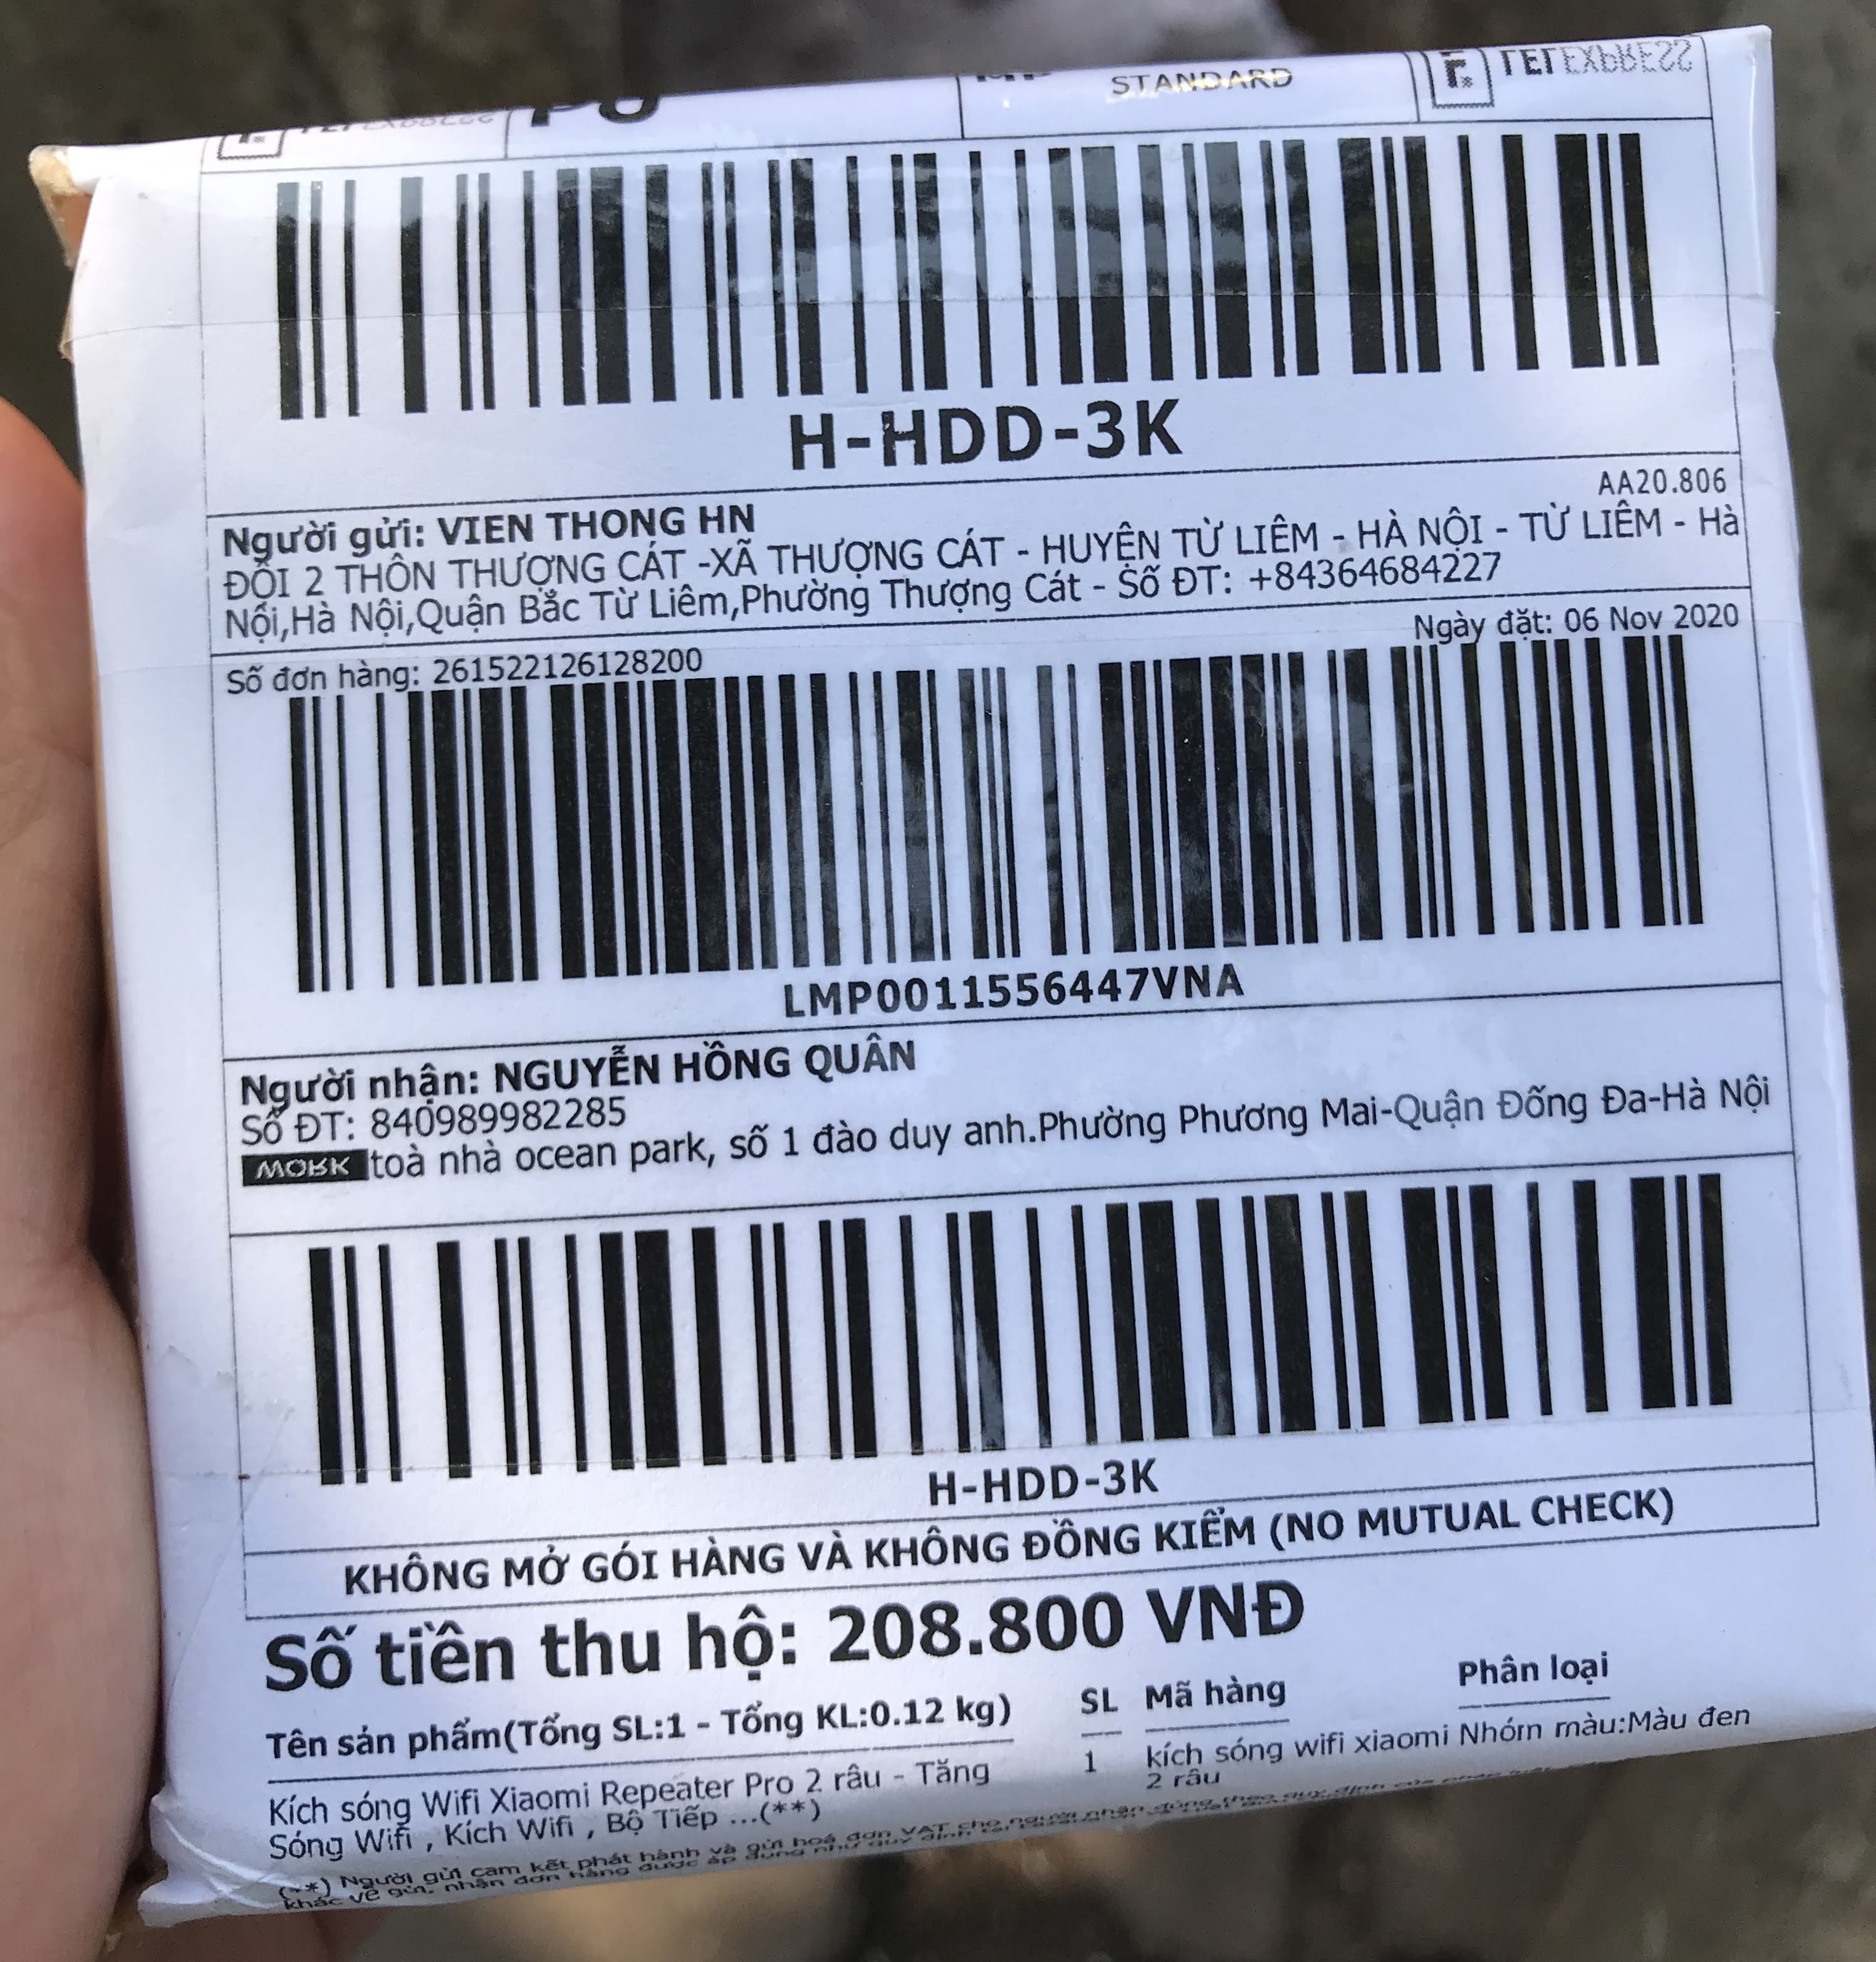 STANDARD
H-HDD-3K
AA20.806
Người gửi: VIEN THONG HN
ĐỘI 2 THÔN THƯỢNG CÁT -XÃ THƯỢNG CÁT - HUYỆN TỪ LIÊM - HÀ NỘI - TỪ LIÊM - Hà
Nội,Hà Nội,Quận Bắc Từ Liêm,Phường Thượng Cát - Số ĐT: +84364684227
Ngày đặt: 06 Nov 2020
Số đơn hàng: 261522126128200
LMP0011556447VNA
Người nhận: NGUYỄN HỒNG QUÂN
Số ĐT: 840989982285
WORK toà nhà ocean park, số 1 đào duy anh.Phường Phương Mai-Quận Đống Đa-Hà Nội
H-HDD-3K
KHÔNG MỞ GÓI HÀNG VÀ KHÔNG ĐỒNG KIỂM (NO MUTUAL CHECK)
Số tiền thu hộ: 208.800 VNĐ
Tên sản phẩm(Tổng SL:1 - Tổng KL:0.12 kg) SL Mã hàng Phân loại
Kích sóng Wifi Xiaomi Repeater Pro 2 râu - Tăng 1 kích sóng wifi xiaomi Nhóm màu:Màu đen
Sóng Wifi , Kích Wifi , Bộ Tiếp ...(**) 2 râu
(**) Người gửi cam kết phát hành và gửi hoá đơn VAT cho người nhận đúng theo quy định của
khác về gửi, nhận đơn hàng được áp dụng như quy định